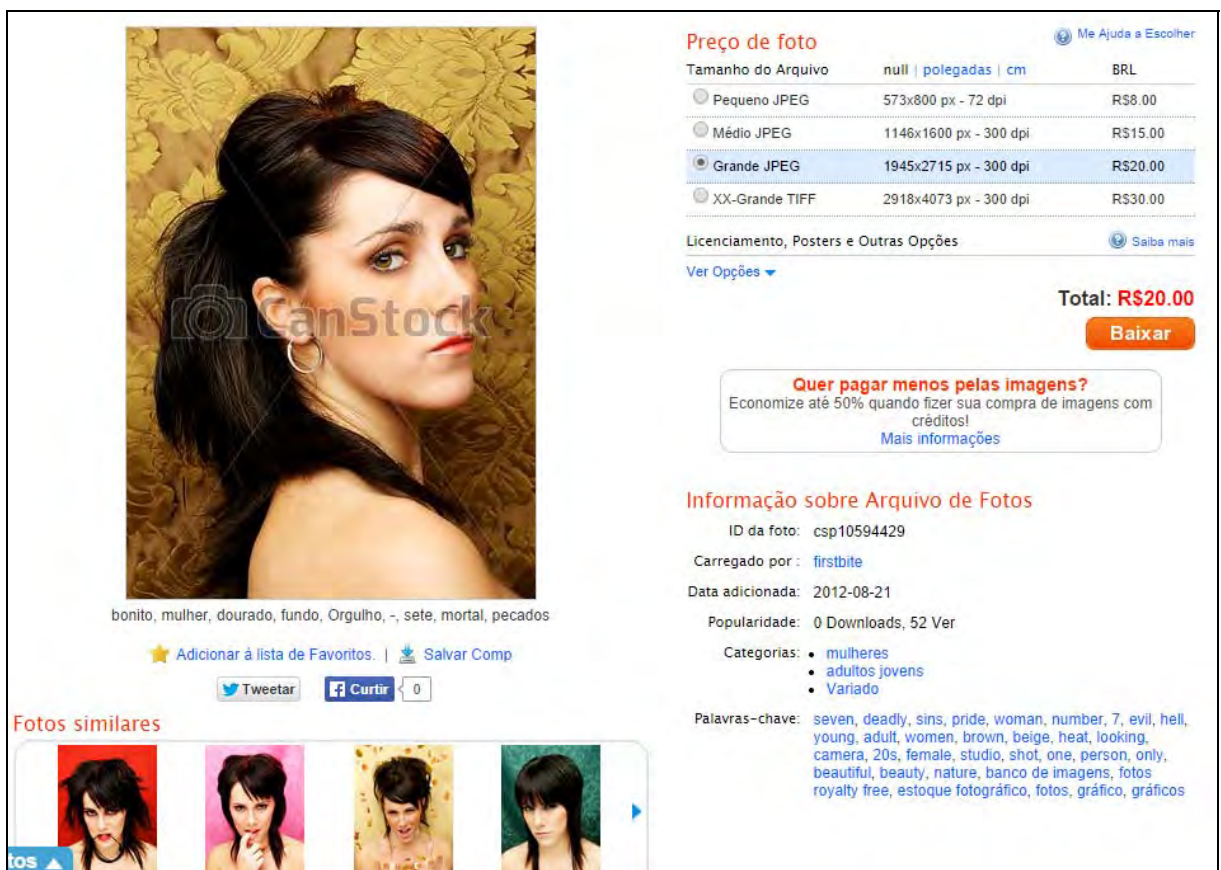 CanStock
bonito, mulher, dourado, fundo, Orgulho, -, sete, mortal, pecados
Adicionar à lista de Favoritos. | Salvar Comp
Tweetar Curtir 0
Fotos similares
tos
Preço de foto
Me Ajuda a Escolher
Tamanho do Arquivo null | polegadas | cm BRL
Pequeno JPEG 573x800 px - 72 dpi R$8.00
Médio JPEG 1146x1600 px - 300 dpi R$15.00
Grande JPEG 1945x2715 px - 300 dpi R$20.00
XX-Grande TIFF 2918x4073 px - 300 dpi R$30.00
Licenciamento, Posters e Outras Opções Saiba mais
Ver Opções
Total: R$20.00
Baixar
Quer pagar menos pelas imagens?
Economize até 50% quando fizer sua compra de imagens com
créditos!
Mais informações
Informação sobre Arquivo de Fotos
ID da foto: csp10594429
Carregado por : firstbite
Data adicionada: 2012-08-21
Popularidade: 0 Downloads, 52 Ver
Categorias: • mulheres
• adultos jovens
• Variado
Palavras-chave: seven, deadly, sins, pride, woman, number, 7, evil, hell,
young, adult, women, brown, beige, heat, looking,
camera, 20s, female, studio, shot, one, person, only,
beautiful, beauty, nature, banco de imagens, fotos
royalty free, estoque fotográfico, fotos, gráfico, gráficos